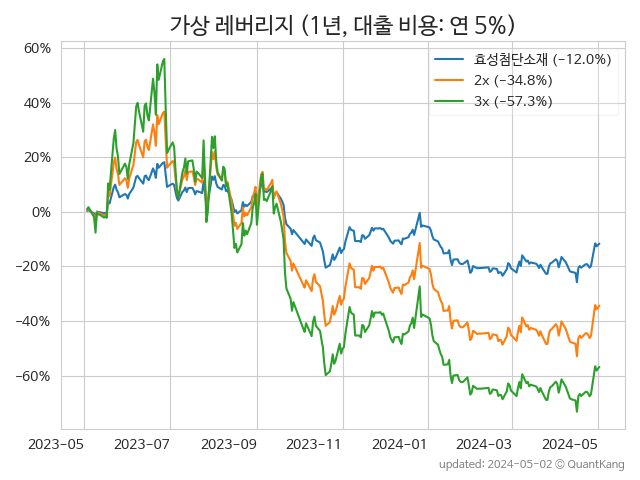 가상 레버리지 (1년, 대출 비용: 연 5%)
효성첨단소재 (-12.0%)
2x (-34.8%)
3x (-57.3%)
60%
40%
20%
0%
−20%
−40%
−60%
2023-05 2023-07 2023-09 2023-11 2024-01 2024-03 2024-05
updated: 2024-05-02 © QuantKang